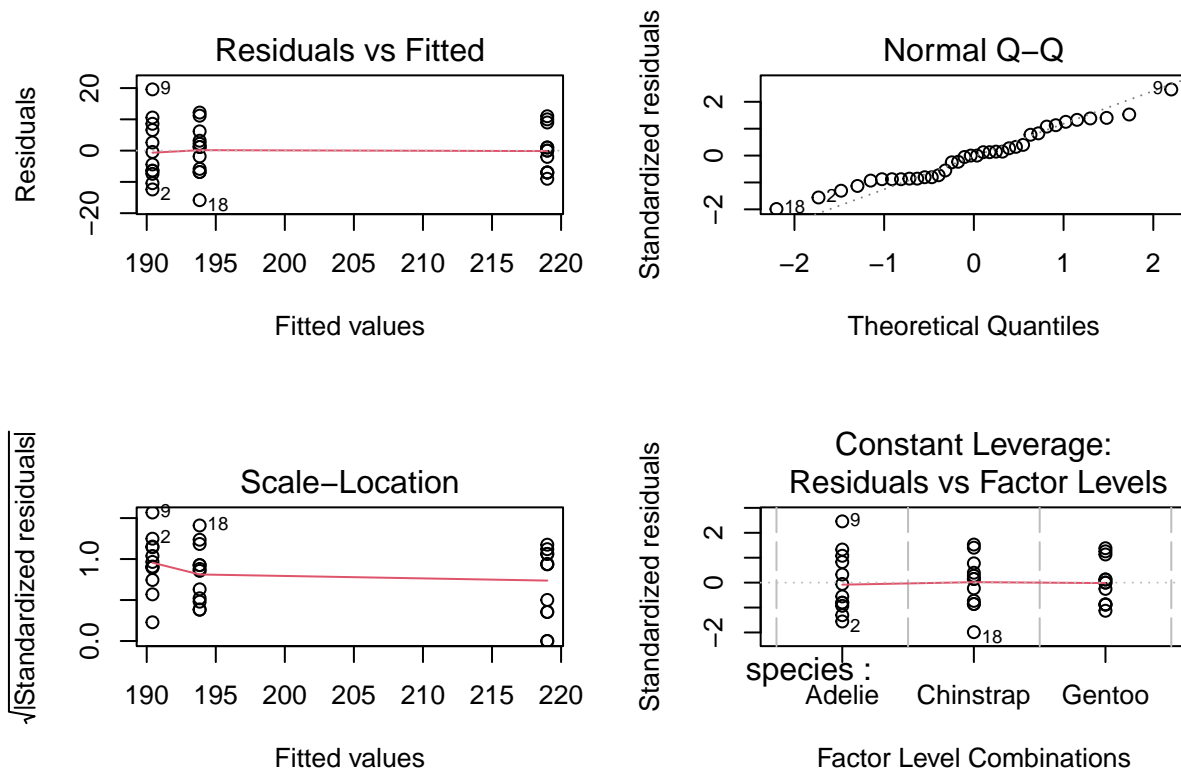 Residuals vs Fitted
Residuals
20
0
−20
9
2
18
190 195 200 205 210 215 220
Fitted values
Normal Q−Q
Standardized residuals
2
0
−2
9
2
18
−2 −1 0 1 2
Theoretical Quantiles
Scale−Location
√|Standardized residuals|
1.0
0.0
9
2
18
190 195 200 205 210 215 220
Fitted values
Constant Leverage:
Residuals vs Factor Levels
Standardized residuals
2
0
−2
9
2
18
species :
Adelie Chinstrap Gentoo
Factor Level Combinations